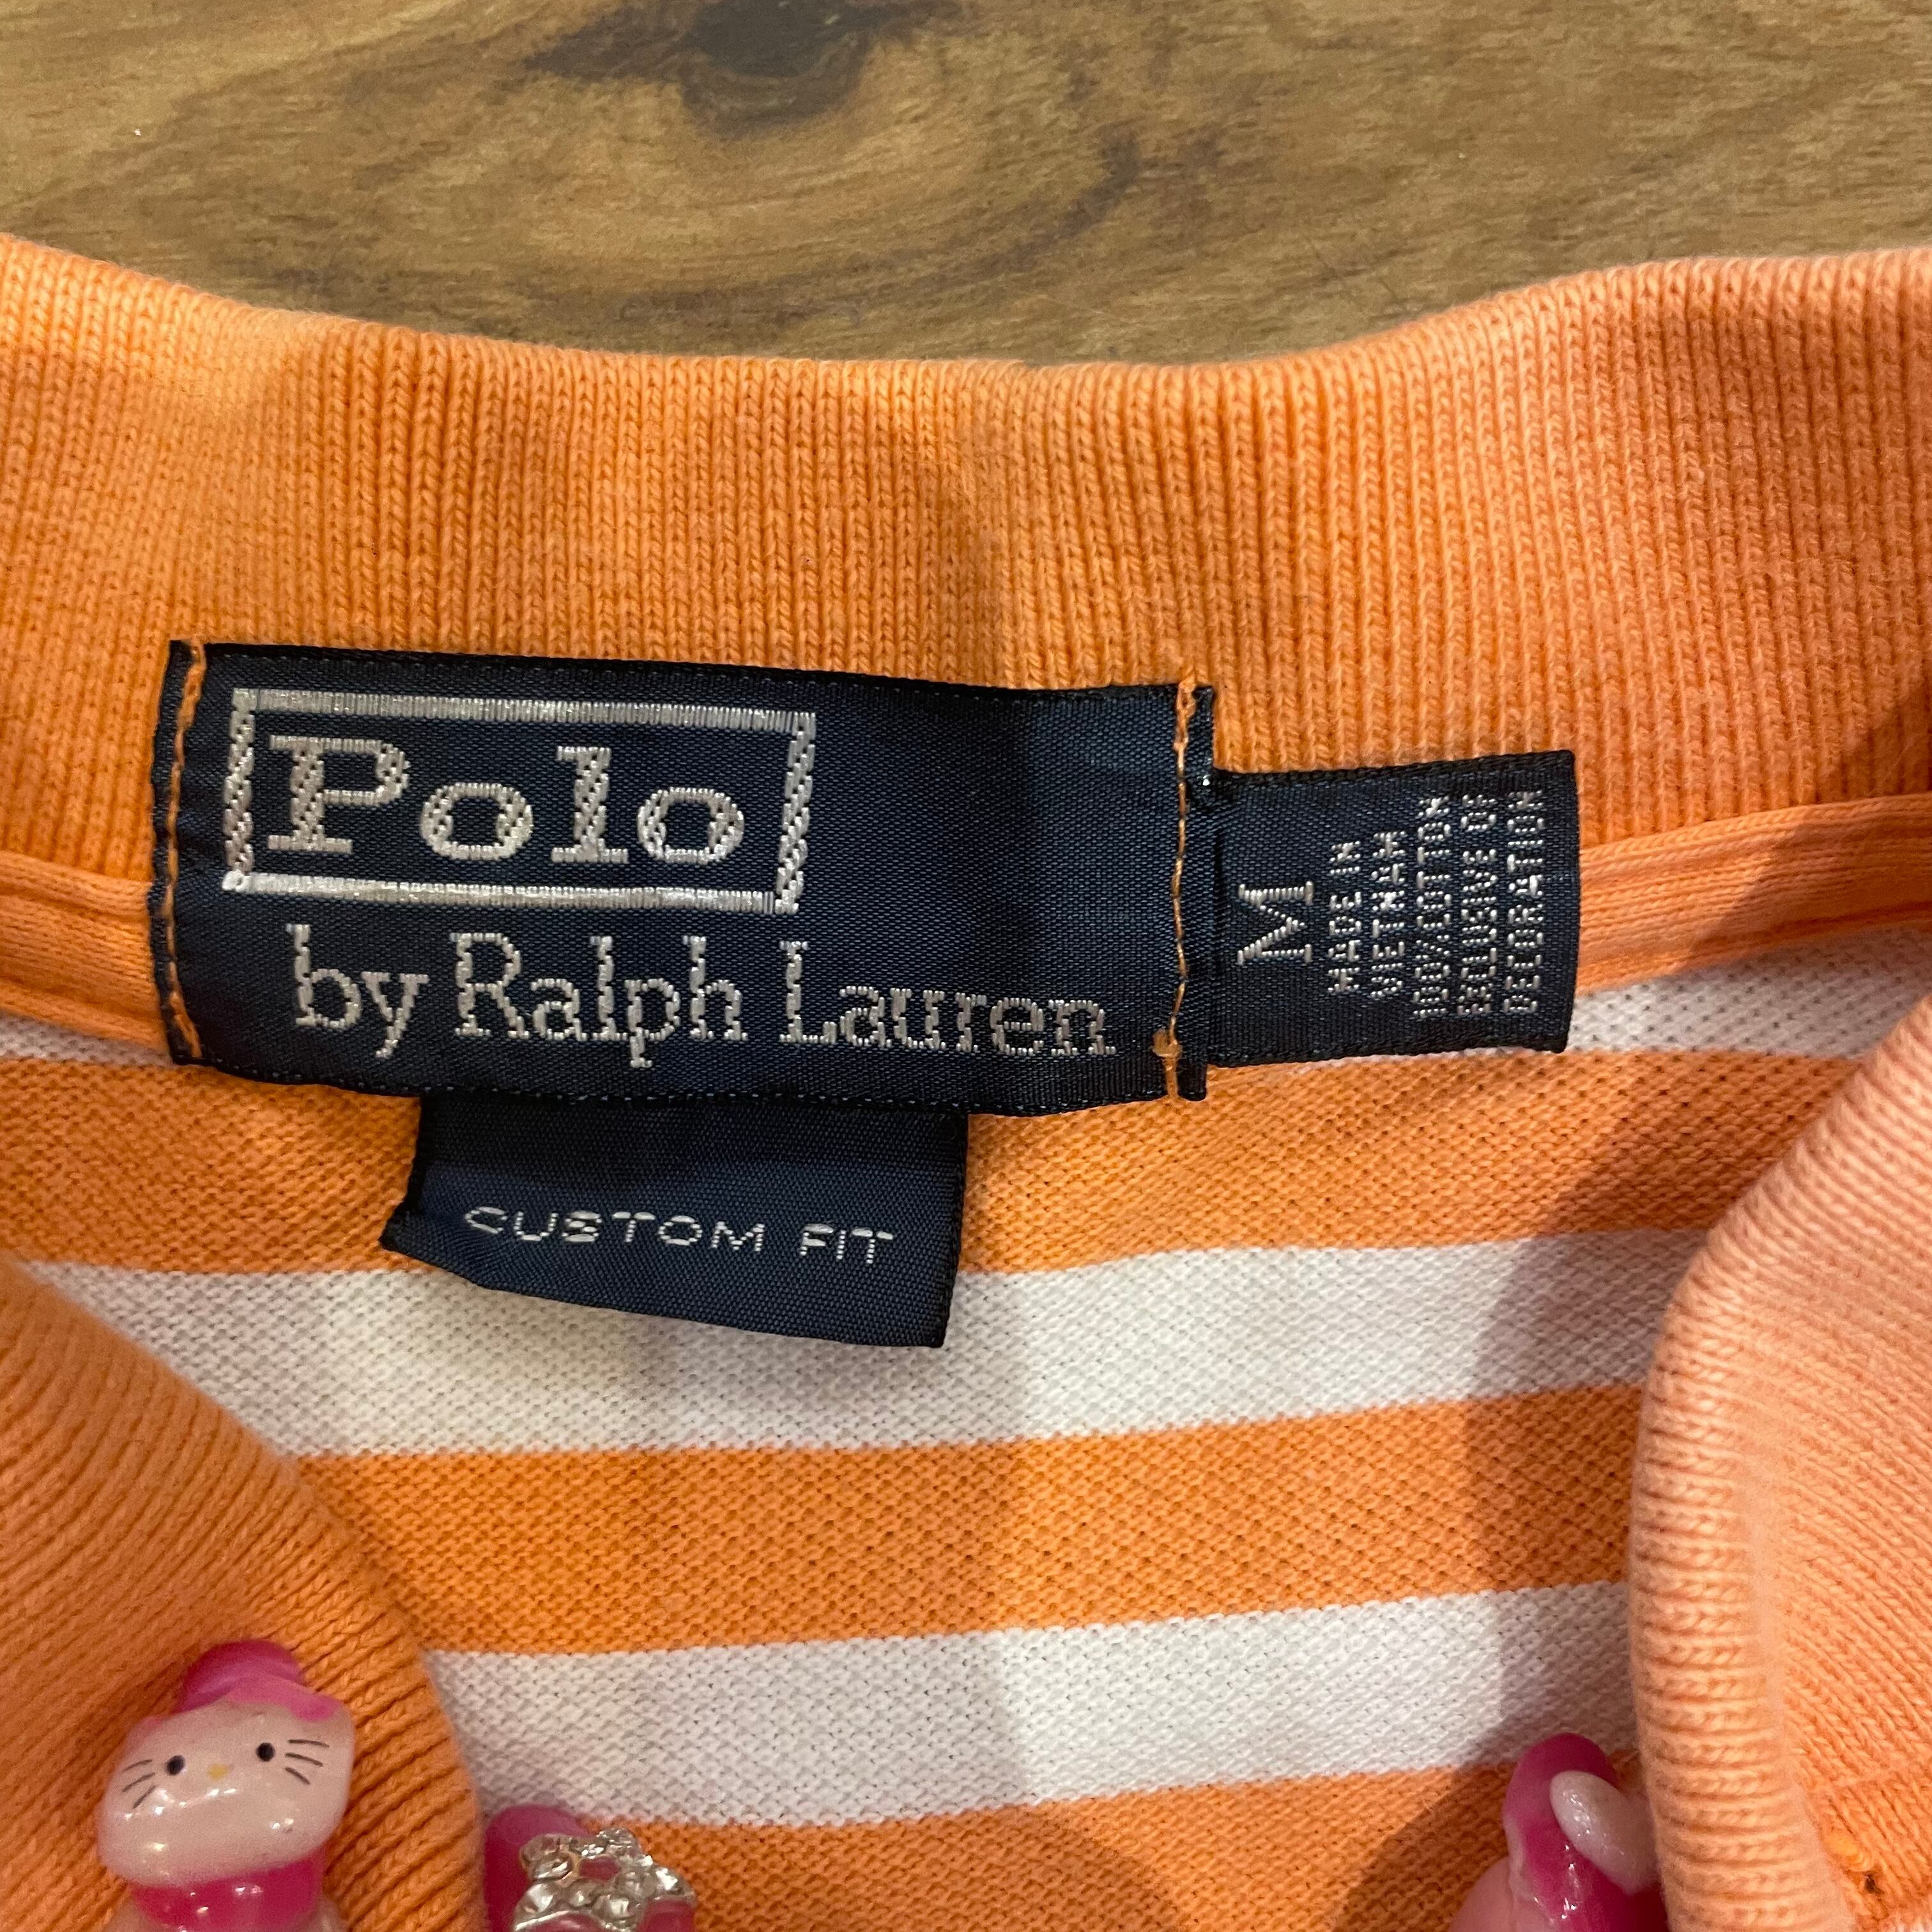 Polo
by Ralph Lauren
M
MADE IN
VIETNAM
100% COTTON
EXCLUSIVE OF
DECORATION
CUSTOM FIT